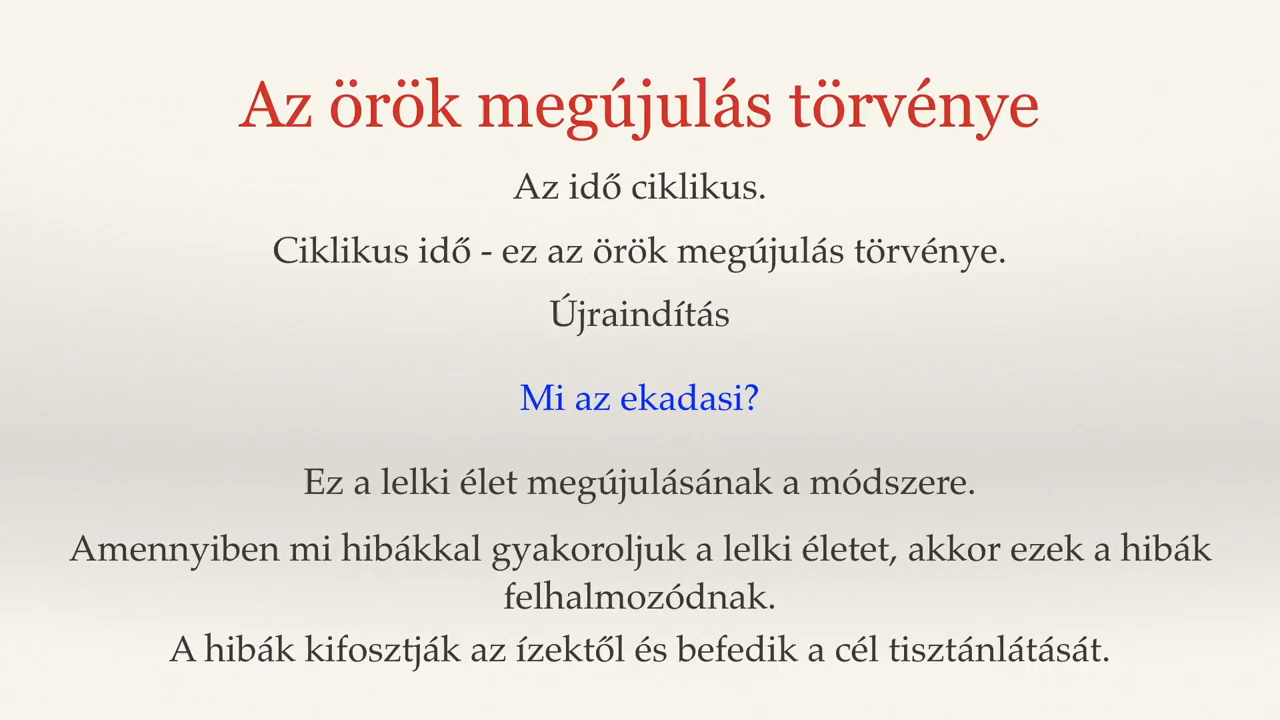 Az örök megújulás törvénye
Az idő ciklikus.
Ciklikus idő - ez az örök megújulás törvénye.
Újraindítás
Mi az ekadasi?
Ez a lelki élet megújulásának a módszere.
Amennyiben mi hibákkal gyakoroljuk a lelki életet, akkor ezek a hibák
felhalmozódnak.
A hibák kifosztják az ízektől és befedik a cél tisztánlátását.